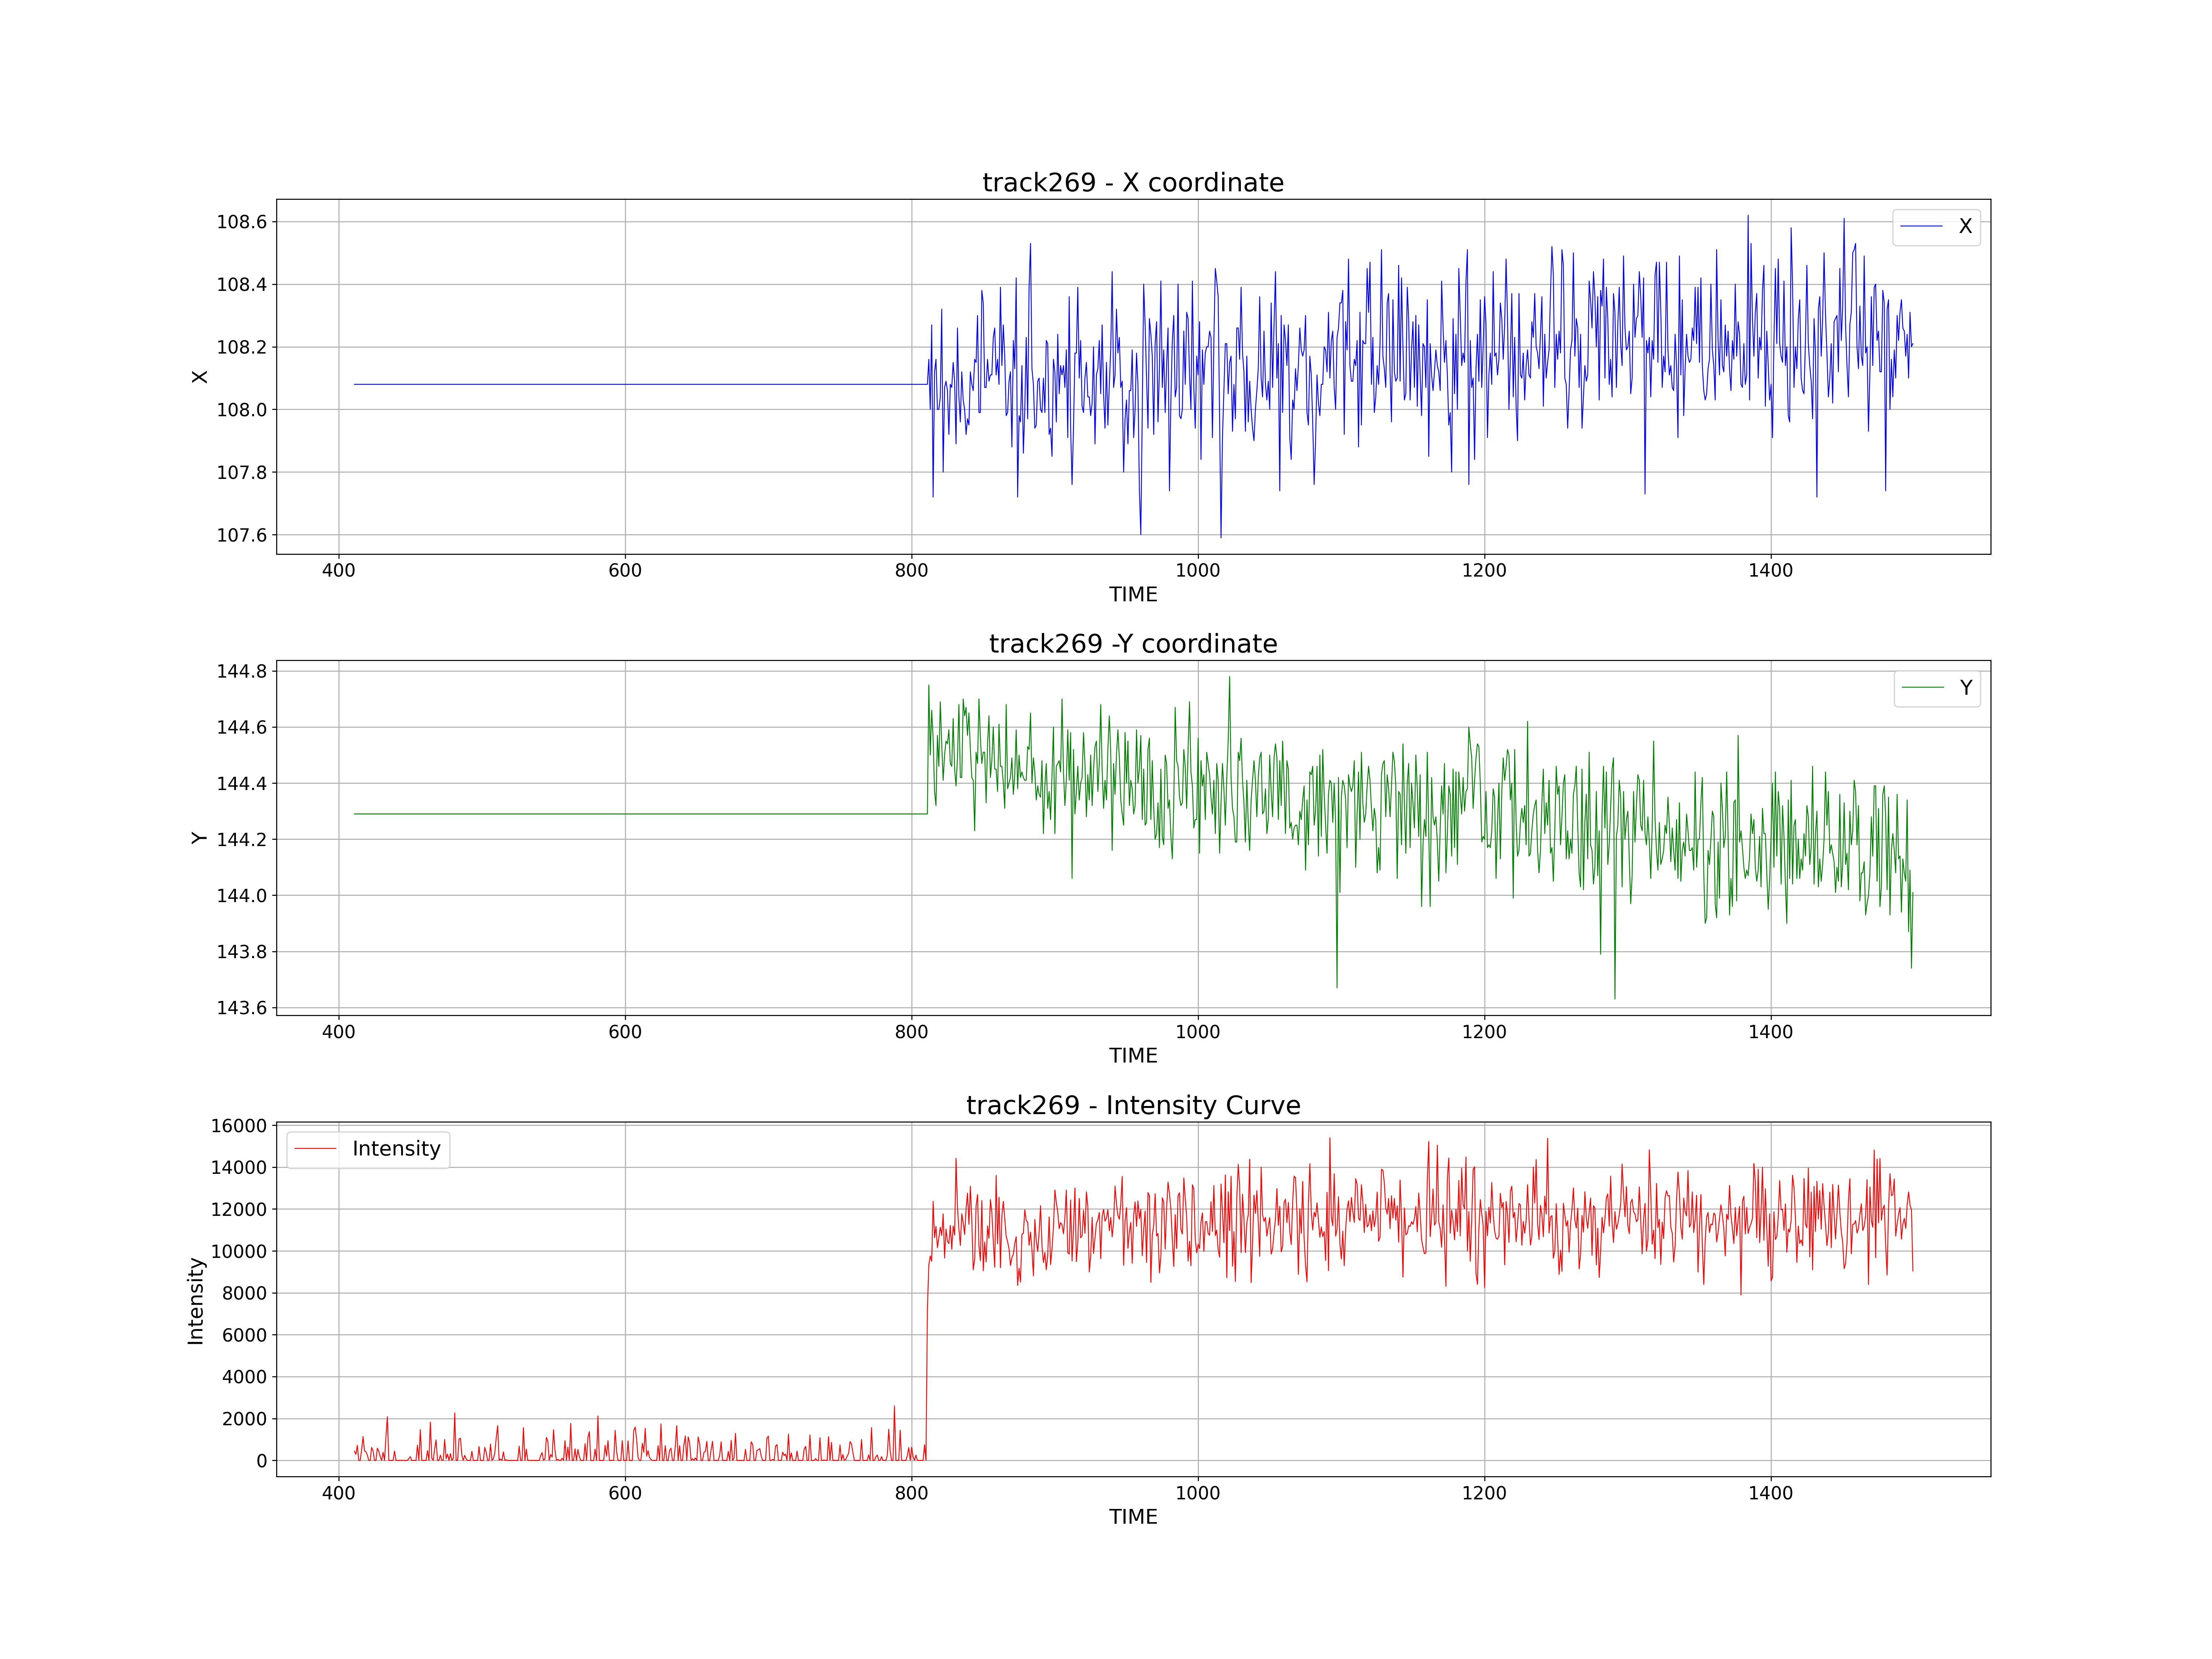 track269 - X coordinate
X
108.6
108.4
108.2
108.0
107.8
107.6
X
400 600 800 1000 1200 1400
TIME
track269 -Y coordinate
Y
144.8
144.6
144.4
144.2
144.0
143.8
143.6
Y
400 600 800 1000 1200 1400
TIME
track269 - Intensity Curve
Intensity
16000
14000
12000
10000
8000
6000
4000
2000
0
Intensity
400 600 800 1000 1200 1400
TIME